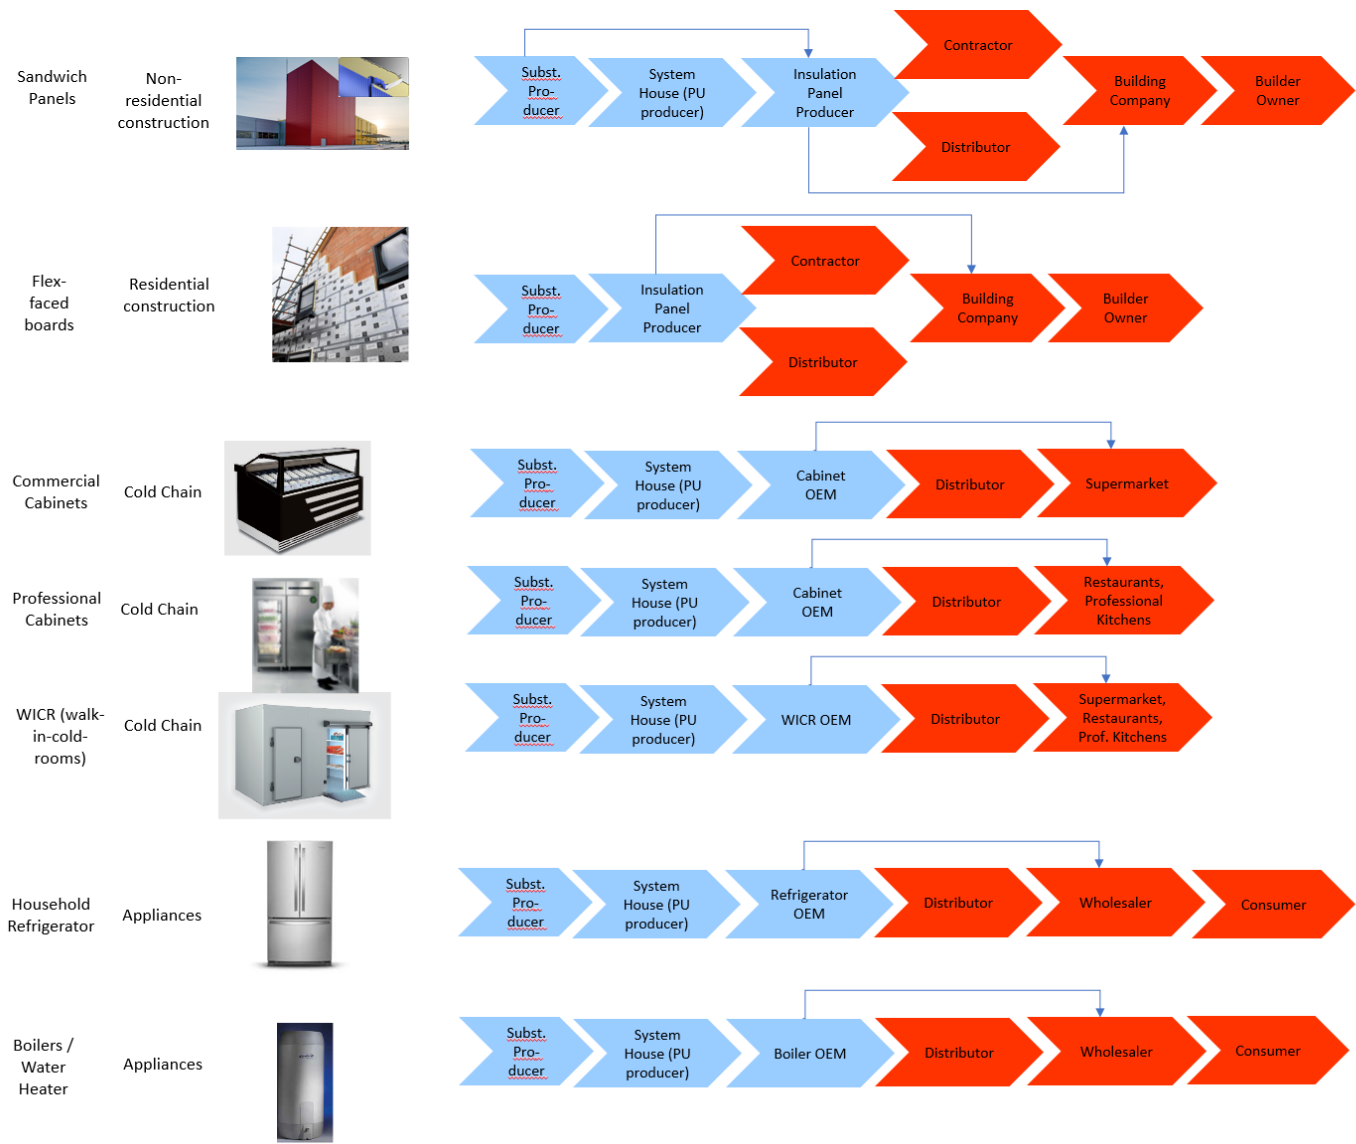 Sandwich
Panels
Non-
residential
construction
Subst.
Pro-
ducer
System
House (PU
producer)
Insulation
Panel
Producer
Contractor
Distributor
Building
Company
Builder
Owner
Flex-
faced
boards
Residential
construction
Subst.
Pro-
ducer
Insulation
Panel
Producer
Contractor
Distributor
Building
Company
Builder
Owner
Commercial
Cabinets
Cold Chain
Subst.
Pro-
ducer
System
House (PU
producer)
Cabinet
OEM
Distributor
Supermarket
Professional
Cabinets
Cold Chain
Subst.
Pro-
ducer
System
House (PU
producer)
Cabinet
OEM
Distributor
Restaurants,
Professional
Kitchens
WICR (walk-
in-cold-
rooms)
Cold Chain
Subst.
Pro-
ducer
System
House (PU
producer)
WICR OEM
Distributor
Supermarket,
Restaurants,
Prof. Kitchens
Household
Refrigerator
Appliances
Subst.
Pro-
ducer
System
House (PU
producer)
Refrigerator
OEM
Distributor
Wholesaler
Consumer
Boilers /
Water
Heater
Appliances
Subst.
Pro-
ducer
System
House (PU
producer)
Boiler OEM
Distributor
Wholesaler
Consumer